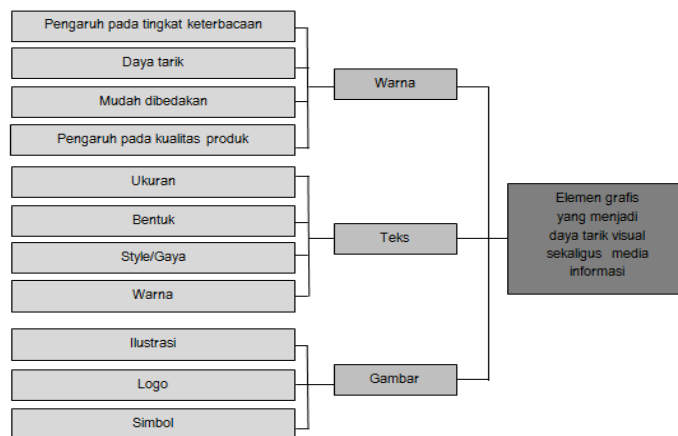 Pengaruh pada tingkat keterbacaan
Daya tarik
Mudah dibedakan
Pengaruh pada kualitas produk
Warna
Ukuran
Bentuk
Style/Gaya
Warna
Teks
Ilustrasi
Logo
Simbol
Gambar
Elemen grafis
yang menjadi
daya tarik visual
sekaligus media
informasi